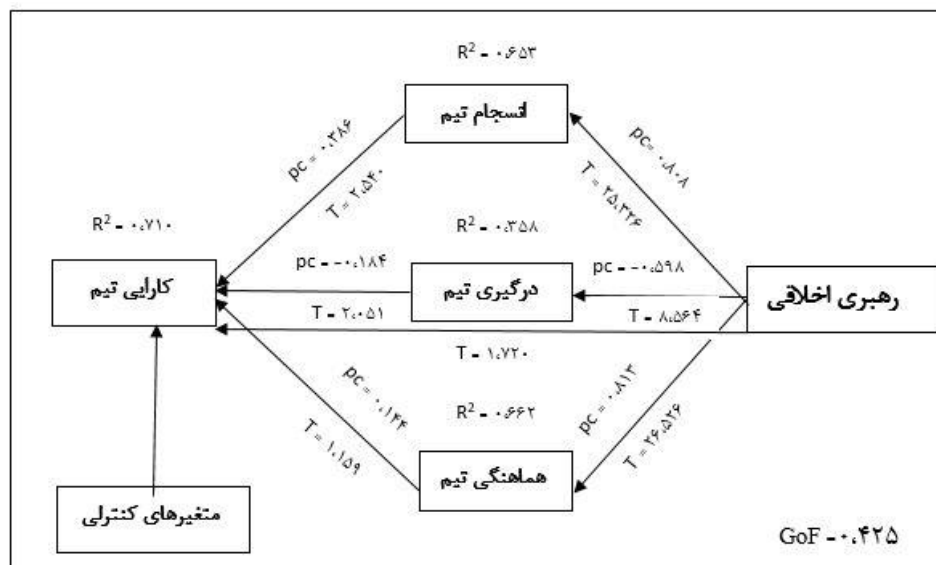 R² = ۰٫۶۵۳
انسجام تیم
pc = ۰٫۳۸۶
T = ۲٫۵۴۰
pc= ۰٫۸۰۸
T = ۲۵٫۳۲۶
R² = ۰٫۷۱۰
کارایی تیم
R² = ۰٫۳۵۸
pc = -۰٫۱۸۴
T = ۲٫۰۵۱
درگیری تیم
pc = -۰٫۵۹۸
T = ۸٫۵۶۴
رهبری اخلاقی
T = ۱٫۷۲۰
pc = ۰٫۱۴۴
T = ۱٫۱۵۹
R² = ۰٫۶۶۲
pc = ۰٫۸۱۳
T = ۲۶٫۵۲۶
هماهنگی تیم
متغیرهای کنترلی
GoF = ۰٫۴۲۵